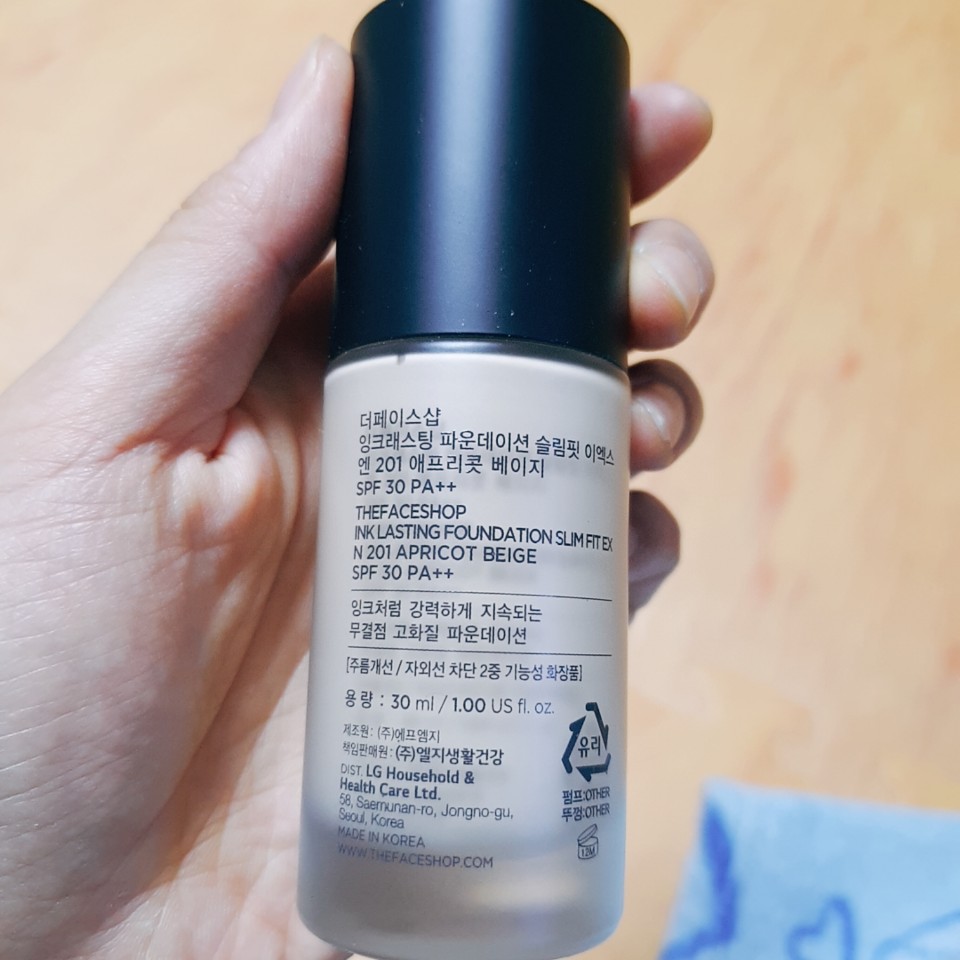 더페이스샵
잉크래스팅 파운데이션 슬림핏 이엑스
엔 201 애프리콧 베이지
SPF 30 PA++
THEFACESHOP
INK LASTING FOUNDATION SLIM FIT EX
N 201 APRICOT BEIGE
SPF 30 PA++
잉크처럼 강력하게 지속되는
무결점 고화질 파운데이션
[주름개선 / 자외선 차단 2중 기능성 화장품]
용량 : 30 ml / 1.00 US fl. oz.
제조원 : (주)에프엠지
책임판매원 : (주)엘지생활건강
DIST. LG Household &
Health Care Ltd.
58, Saemunan-ro, Jongno-gu,
Seoul, Korea
MADE IN KOREA
WWW.THEFACESHOP.COM
유리
펌프:OTHER
뚜껑:OTHER
12M